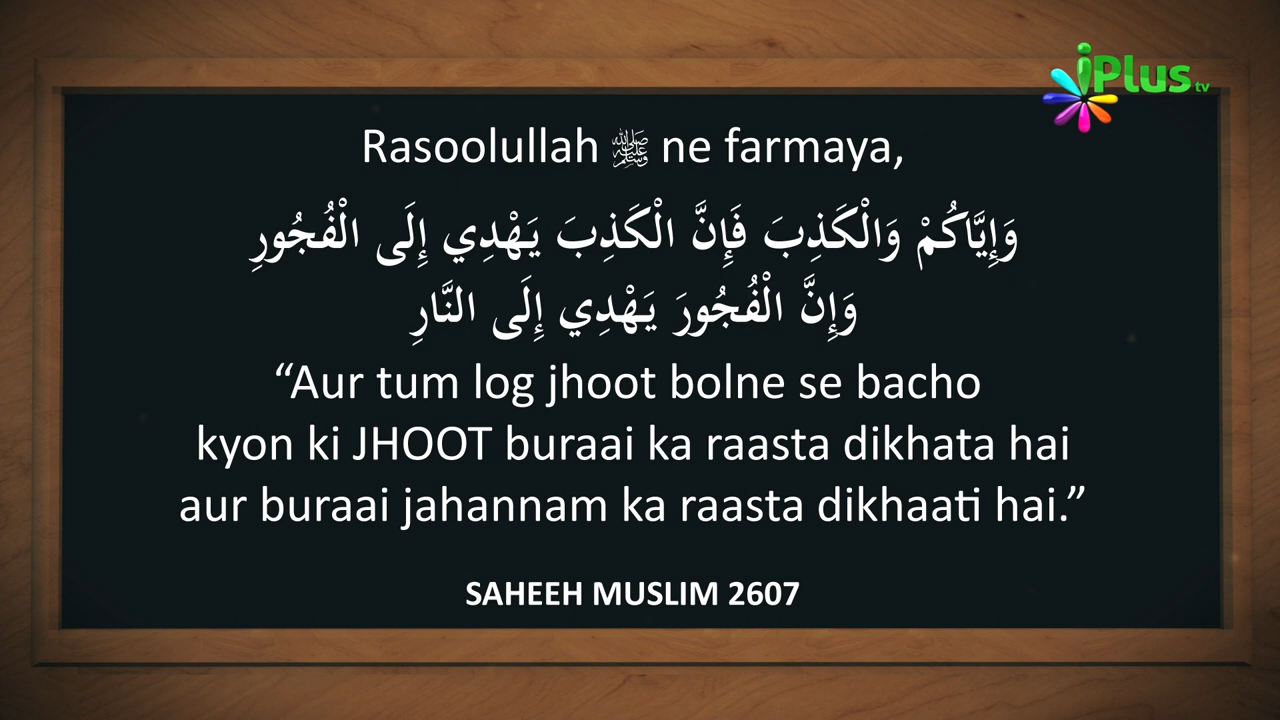 iPlus tv
Rasoolullah ﷺ ne farmaya,
وَإِيَّاكُمْ وَالْكَذِبَ فَإِنَّ الْكَذِبَ يَهْدِي إِلَى الْفُجُورِ
وَإِنَّ الْفُجُورَ يَهْدِي إِلَى النَّارِ
“Aur tum log jhoot bolne se bacho
kyon ki JHOOT buraai ka raasta dikhata hai
aur buraai jahannam ka raasta dikhaati hai.”
SAHEEH MUSLIM 2607